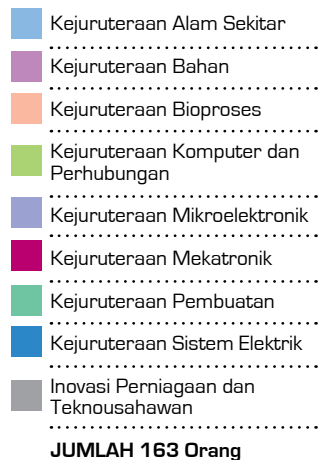 Kejuruteraan Alam Sekitar
Kejuruteraan Bahan
Kejuruteraan Bioproses
Kejuruteraan Komputer dan
Perhubungan
Kejuruteraan Mikroelektronik
Kejuruteraan Mekatronik
Kejuruteraan Pembuatan
Kejuruteraan Sistem Elektrik
Inovasi Perniagaan dan
Teknousahawan
JUMLAH 163 Orang